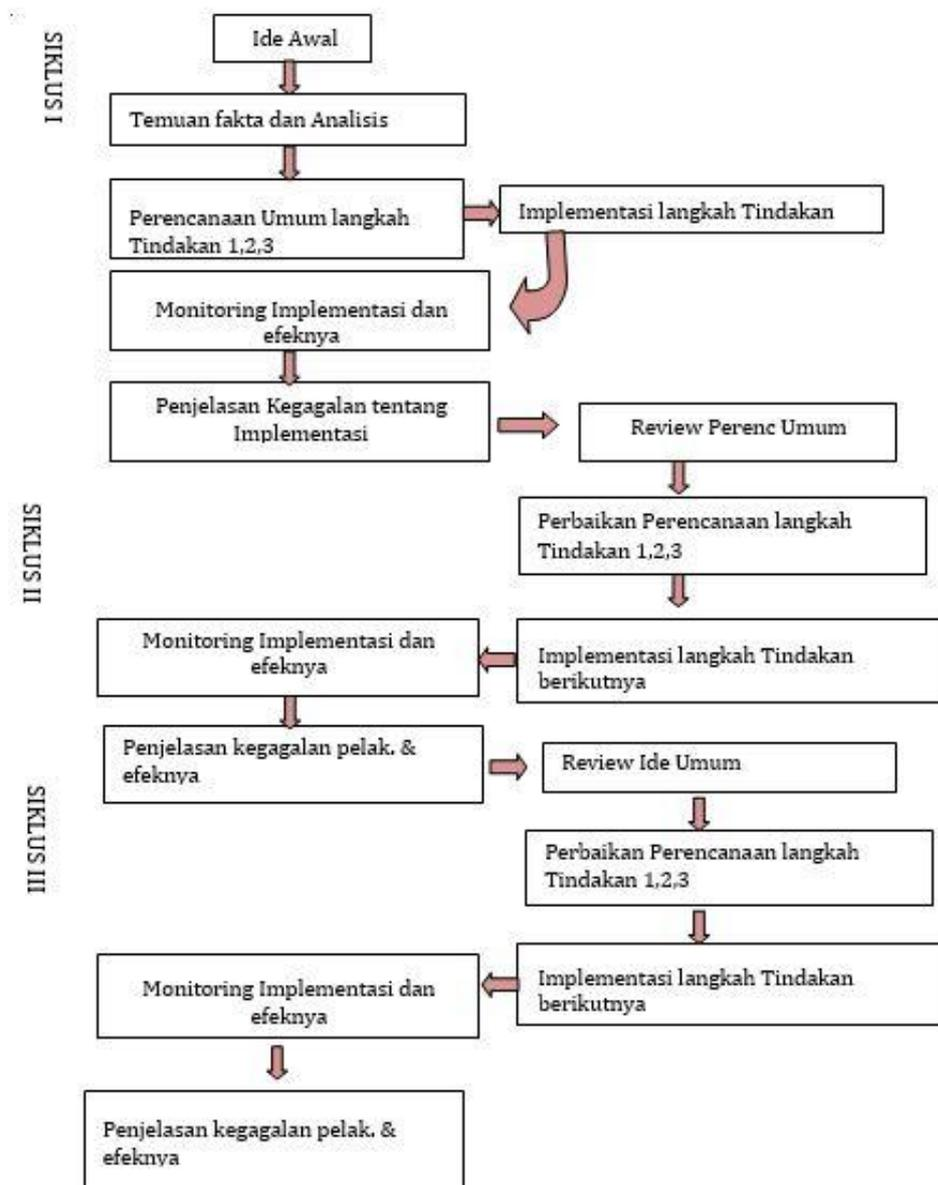 SIKLUS I
Ide Awal
Temuan fakta dan Analisis
Perencanaan Umum langkah
Tindakan 1,2,3
Implementasi langkah Tindakan
Monitoring Implementasi dan
efeknya
Penjelasan Kegagalan tentang
Implementasi
Review Perenc Umum
SIKLUS II
Perbaikan Perencanaan langkah
Tindakan 1,2,3
Implementasi langkah Tindakan
berikutnya
Monitoring Implementasi dan
efeknya
Penjelasan kegagalan pelak. &
efeknya
Review Ide Umum
SIKLUS III
Perbaikan Perencanaan langkah
Tindakan 1,2,3
Implementasi langkah Tindakan
berikutnya
Monitoring Implementasi dan
efeknya
Penjelasan kegagalan pelak. &
efeknya